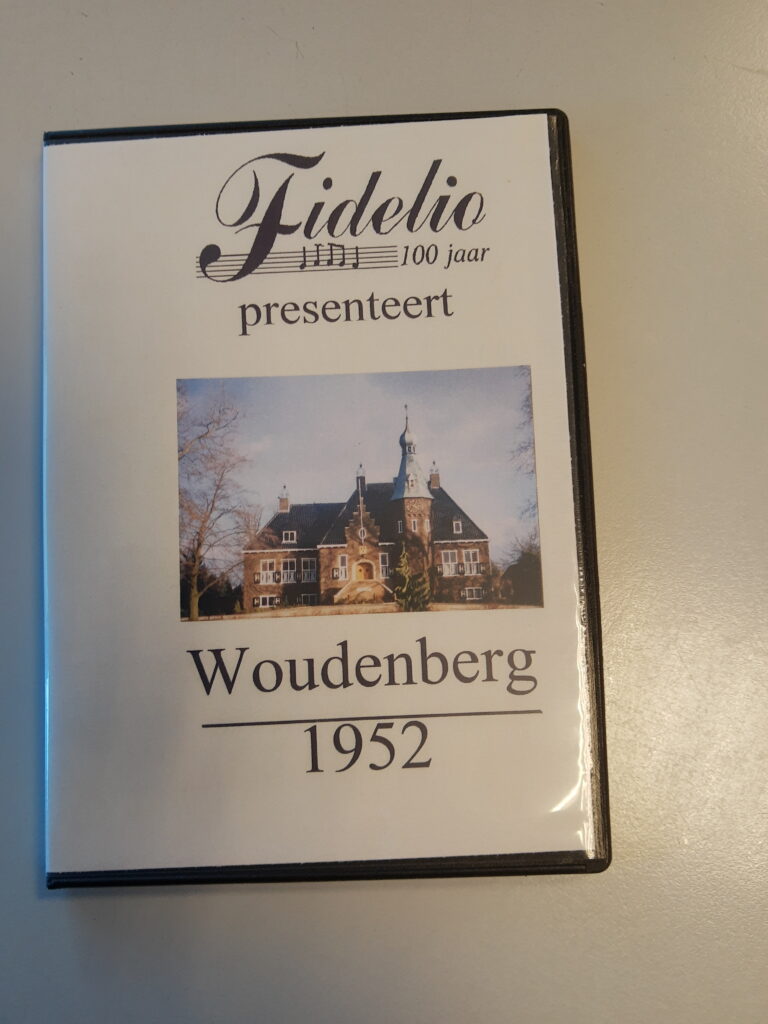 Fidelio
100 jaar
presenteert
Woudenberg
1952